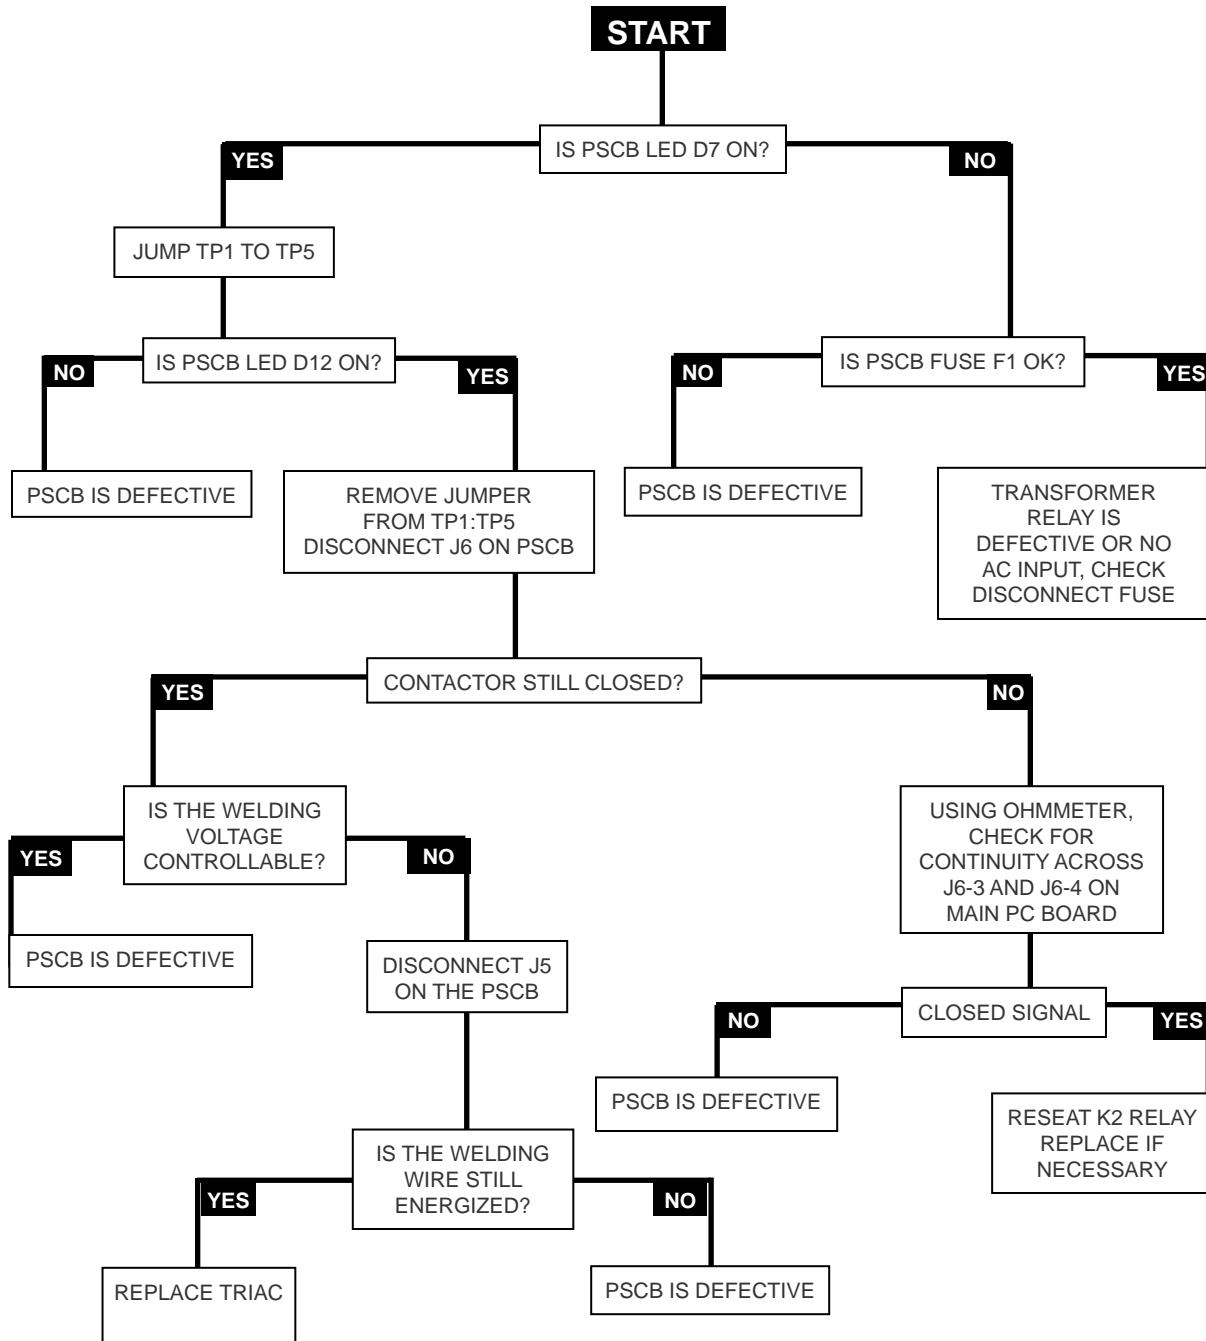 START
IS PSCB LED D7 ON?
YES
NO
JUMP TP1 TO TP5
IS PSCB LED D12 ON?
NO
YES
IS PSCB FUSE F1 OK?
NO
YES
PSCB IS DEFECTIVE
REMOVE JUMPER
FROM TP1:TP5
DISCONNECT J6 ON PSCB
PSCB IS DEFECTIVE
TRANSFORMER
RELAY IS
DEFECTIVE OR NO
AC INPUT, CHECK
DISCONNECT FUSE
CONTACTOR STILL CLOSED?
YES
NO
IS THE WELDING
VOLTAGE
CONTROLLABLE?
YES
NO
USING OHMMETER,
CHECK FOR
CONTINUITY ACROSS
J6-3 AND J6-4 ON
MAIN PC BOARD
PSCB IS DEFECTIVE
DISCONNECT J5
ON THE PSCB
CLOSED SIGNAL
NO
YES
PSCB IS DEFECTIVE
RESEAT K2 RELAY
REPLACE IF
NECESSARY
IS THE WELDING
WIRE STILL
ENERGIZED?
YES
NO
REPLACE TRIAC
PSCB IS DEFECTIVE